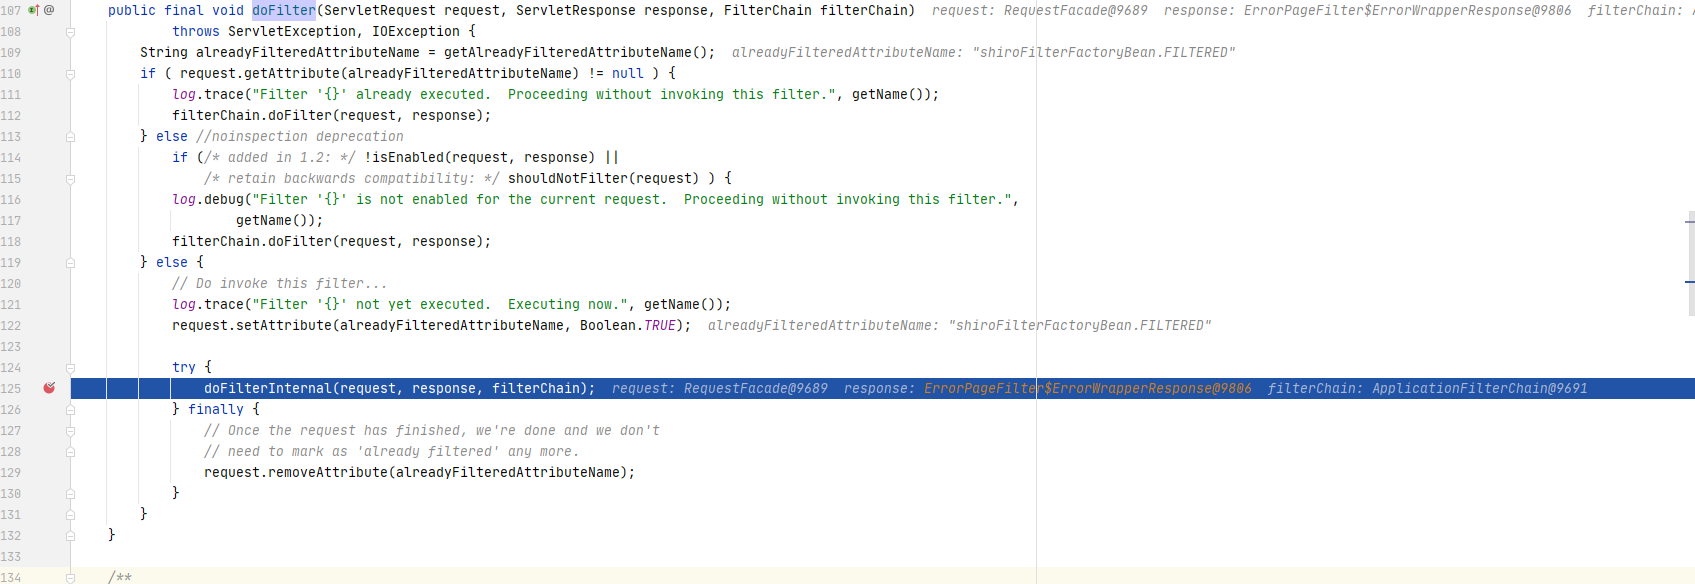 107 @ public final void doFilter(ServletRequest request, ServletResponse response, FilterChain filterChain) request: RequestFacade@9689 response: ErrorPageFilter$ErrorWrapperResponse@9806 filterChain:
108 throws ServletException, IOException {
109 String alreadyFilteredAttributeName = getAlreadyFilteredAttributeName(); alreadyFilteredAttributeName: "shiroFilterFactoryBean.FILTERED"
110 if ( request.getAttribute(alreadyFilteredAttributeName) != null ) {
111 log.trace("Filter '{}' already executed.  Proceeding without invoking this filter.", getName());
112 filterChain.doFilter(request, response);
113 } else //noinspection deprecation
114 if (/* added in 1.2: */ !isEnabled(request, response) ||
115 /* retain backwards compatibility: */ shouldNotFilter(request) ) {
116 log.debug("Filter '{}' is not enabled for the current request.  Proceeding without invoking this filter.",
117 getName());
118 filterChain.doFilter(request, response);
119 } else {
120 // Do invoke this filter...
121 log.trace("Filter '{}' not yet executed.  Executing now.", getName());
122 request.setAttribute(alreadyFilteredAttributeName, Boolean.TRUE); alreadyFilteredAttributeName: "shiroFilterFactoryBean.FILTERED"
123
124 try {
125 doFilterInternal(request, response, filterChain); request: RequestFacade@9689 response: ErrorPageFilter$ErrorWrapperResponse@9806 filterChain: ApplicationFilterChain@9691
126 } finally {
127 // Once the request has finished, we're done and we don't
128 // need to mark as 'already filtered' any more.
129 request.removeAttribute(alreadyFilteredAttributeName);
130 }
131 }
132 }
133
134 /**